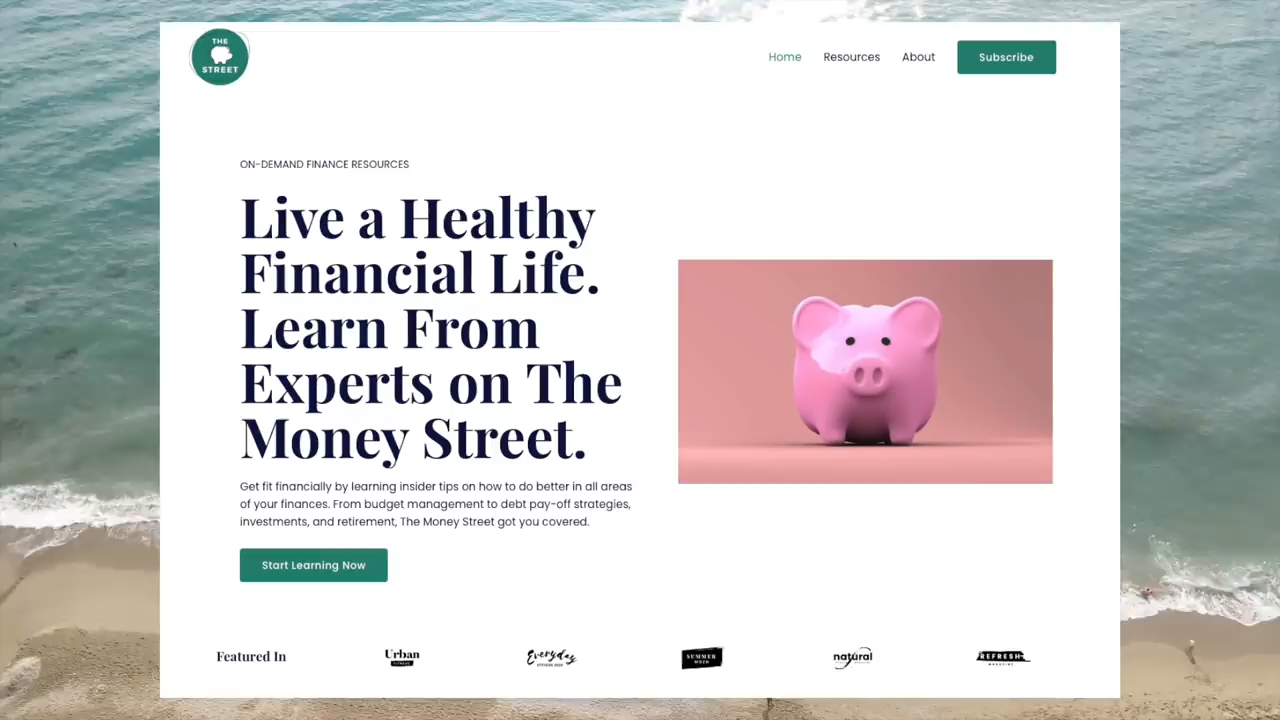 THE
STREET
Home Resources About Subscribe
ON-DEMAND FINANCE RESOURCES
Live a Healthy
Financial Life.
Learn From
Experts on The
Money Street.
Get fit financially by learning insider tips on how to do better in all areas
of your finances. From budget management to debt pay-off strategies,
investments, and retirement, The Money Street got you covered.
Start Learning Now
Featured In
Urban
Everyday
SUMMER
natural
REFRESH